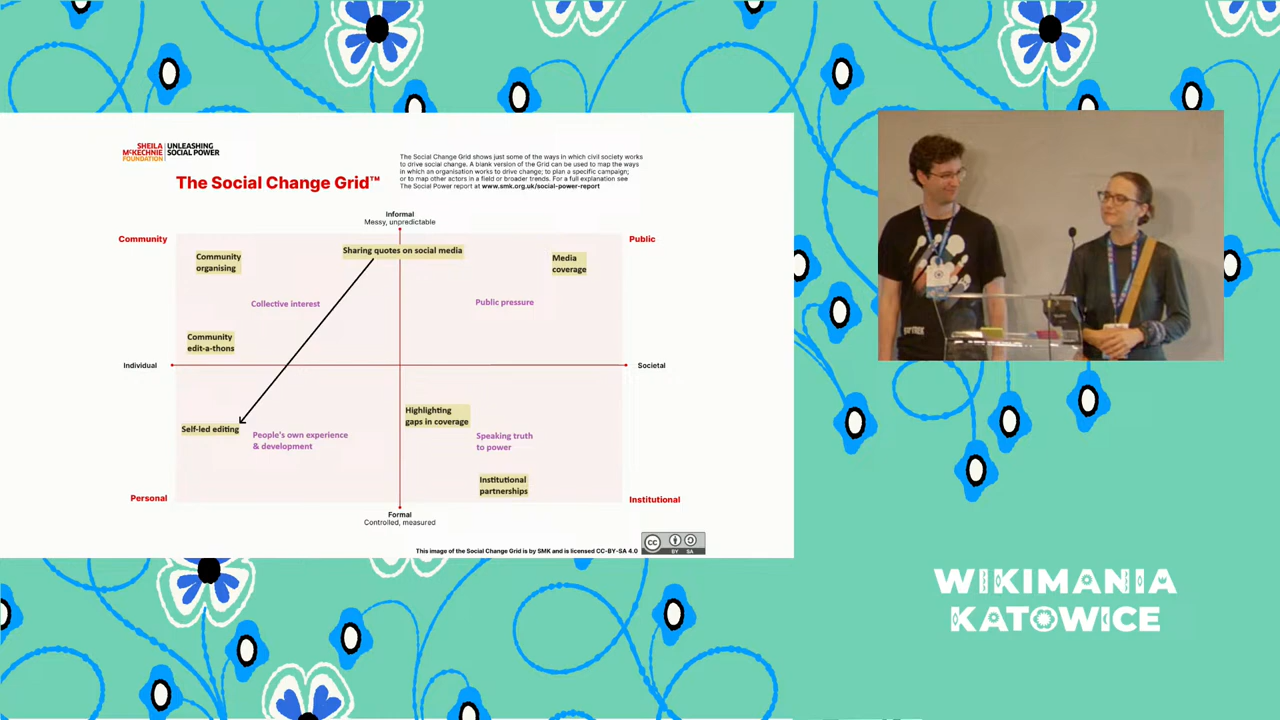 SHEILA
McKECHNIE
FOUNDATION
UNLEASHING
SOCIAL POWER
The Social Change Grid™
The Social Change Grid shows just some of the ways in which civil society works
to drive social change. A blank version of the Grid can be used to map the ways
in which an organisation works to drive change; to plan a specific campaign;
or to map other actors in a field or broader trends. For a full explanation see
The Social Power report at www.smk.org.uk/social-power-report
Informal
Messy, unpredictable
Community
Public
Sharing quotes on social media
Community
organising
Media
coverage
Collective interest
Public pressure
Community
edit-a-thons
Individual
Societal
Highlighting
gaps in coverage
Self-led editing
People's own experience
& development
Speaking truth
to power
Institutional
partnerships
Personal
Institutional
Formal
Controlled, measured
This image of the Social Change Grid is by SMK and is licensed CC-BY-SA 4.0
CC
BY SA
WIKIMANIA
KATOWICE